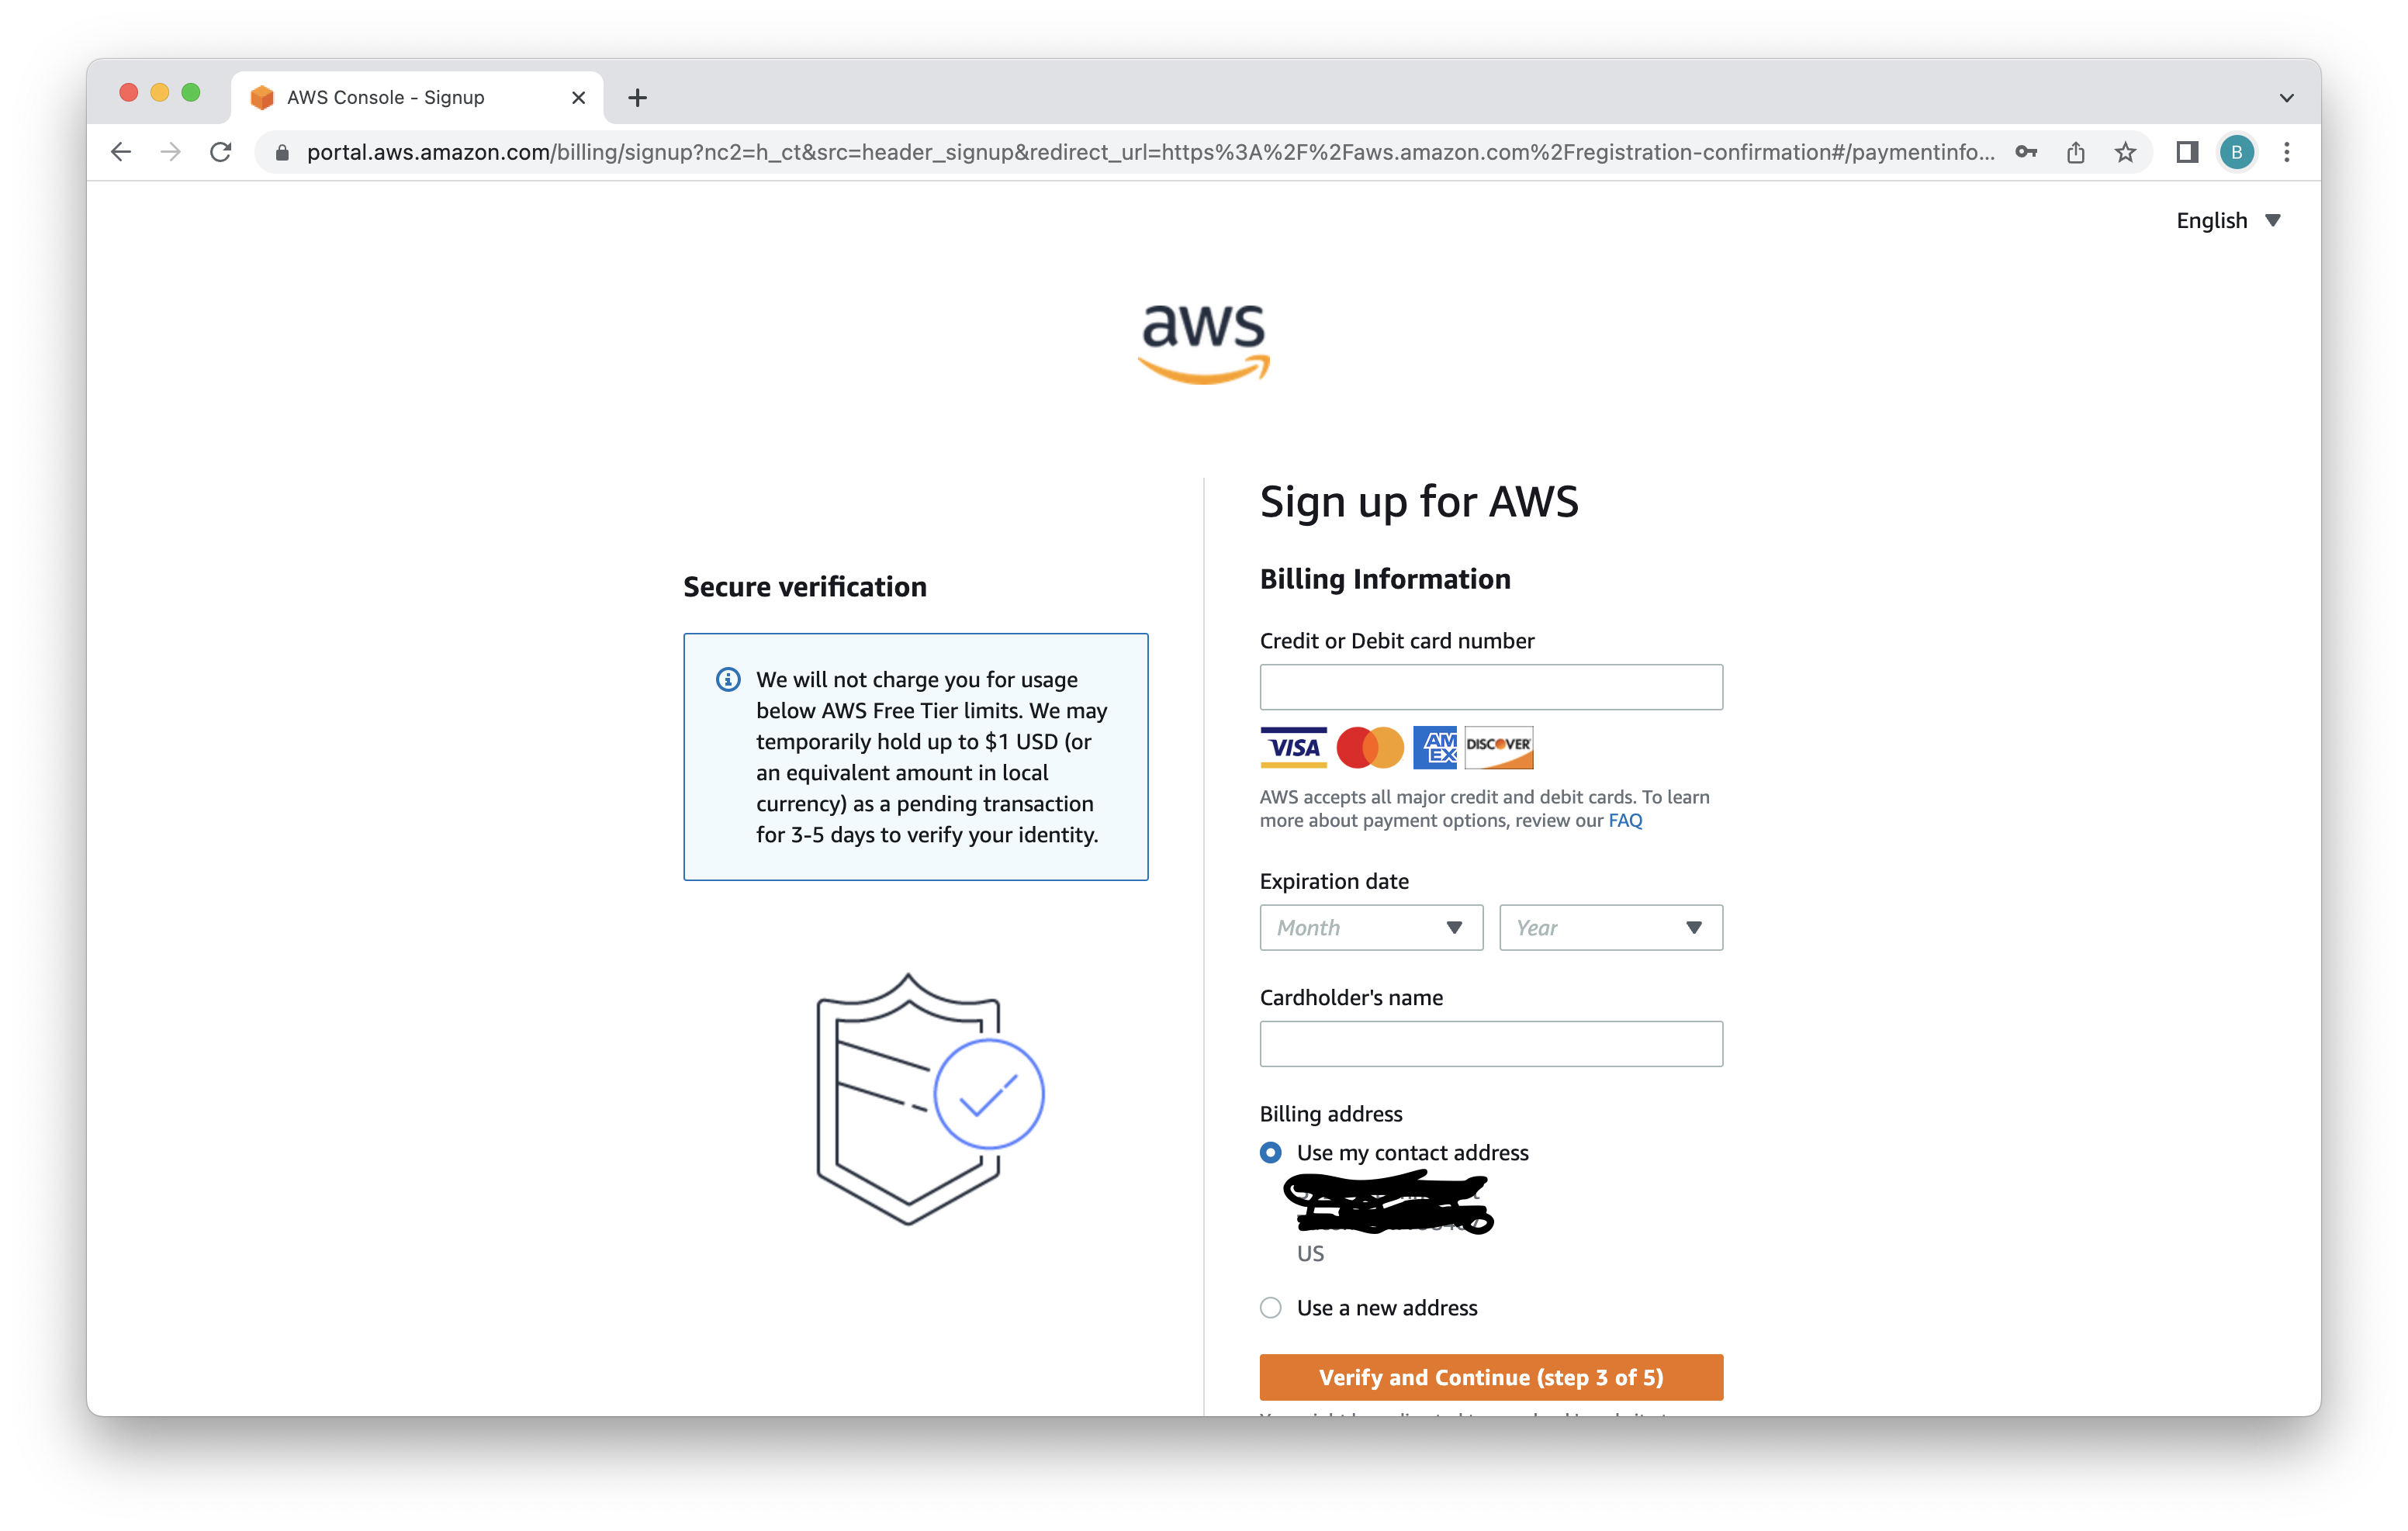 AWS Console - Signup
portal.aws.amazon.com/billing/signup?nc2=h_ct&src=header_signup&redirect_url=https%3A%2F%2Faws.amazon.com%2Fregistration-confirmation#/paymentinfo...
B
English
aws
Sign up for AWS
Secure verification
We will not charge you for usage
below AWS Free Tier limits. We may
temporarily hold up to $1 USD (or
an equivalent amount in local
currency) as a pending transaction
for 3-5 days to verify your identity.
Billing Information
Credit or Debit card number
VISA
AM
EX
DISCOVER
AWS accepts all major credit and debit cards. To learn
more about payment options, review our FAQ
Expiration date
Month Year
Cardholder's name
Billing address
Use my contact address
US
Use a new address
Verify and Continue (step 3 of 5)